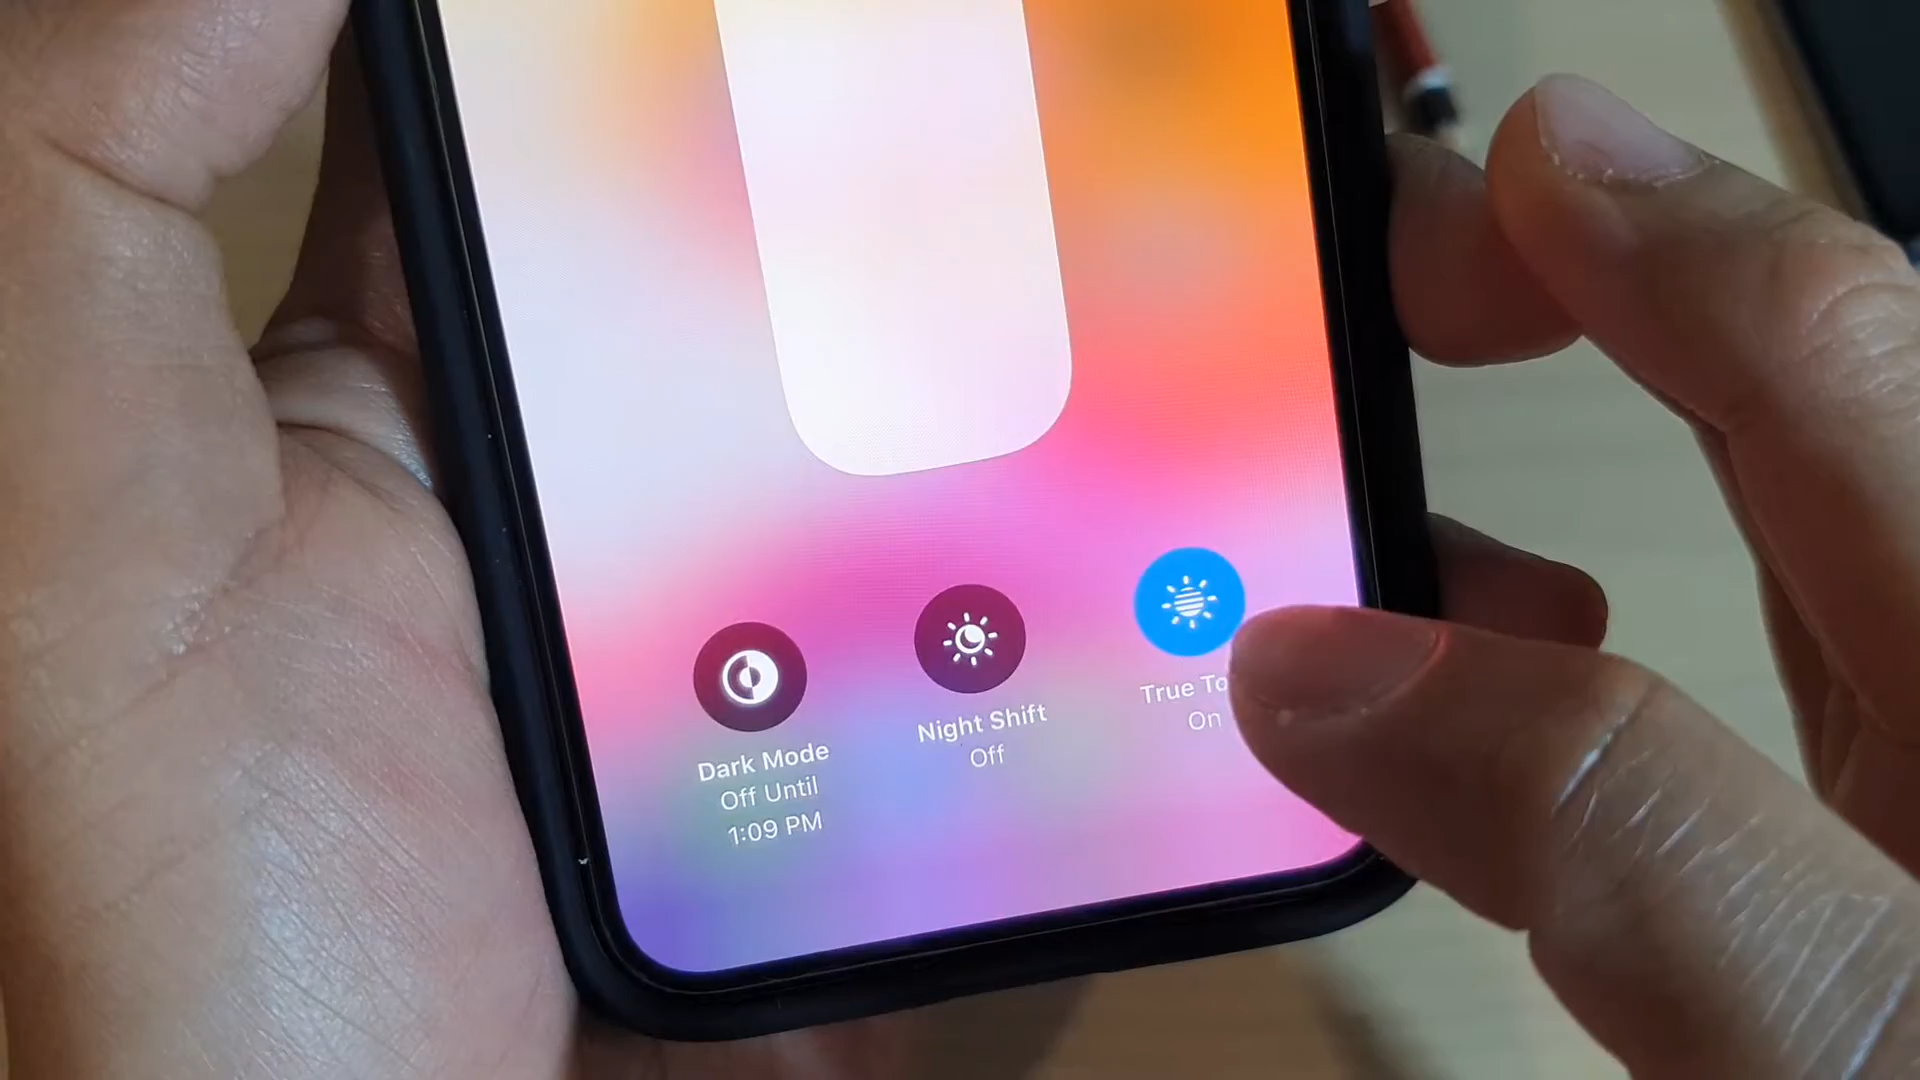 Dark Mode
Off Until
1:09 PM
Night Shift
Off
True To
On